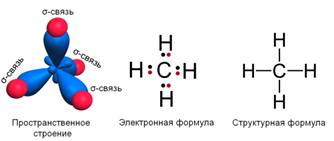 σ-связь
σ-связь
σ-связь
σ-связь
Пространственное
строение
H
H : C : H
H
Электронная формула
H
H–C–H
H
Структурная формула